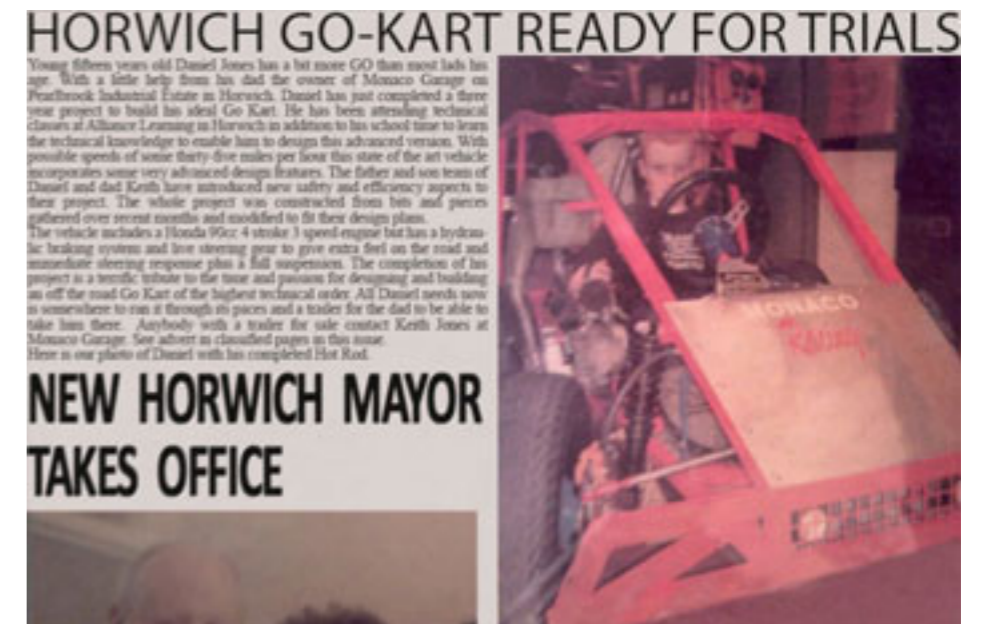 HORWICH GO-KART READY FOR TRIALS
Young fifteen years old Daniel Jones has a bit more GO than most lads his
age. With a little help from his dad the owner of Monaco Garage on
Pearlbrook Industrial Estate in Horwich. Daniel has just completed a three
year project to build his ideal Go Kart. He has been attending technical
classes at Alliance Learning in Horwich in addition to his school time to learn
the technical knowledge to enable him to design this advanced version. With
possible speeds of some thirty-five miles per hour this state of the art vehicle
incorporates some very advanced design features. The father and son team of
Daniel and dad Keith have introduced new safety and efficiency aspects to
their project. The whole project was constructed from bits and pieces
gathered over recent months and modified to fit their design plans.
The vehicle includes a Honda 90cc 4 stroke 3 speed engine but has a hydrau-
lic braking system and live steering gear to give extra feel on the road and
immediate steering response plus a full suspension. The completion of his
project is a terrific tribute to the time and passion for designing and building
an off the road Go Kart of the highest technical order. All Daniel needs now
is somewhere to run it through its paces and a trailer for the dad to be able to
take him there. Anybody with a trailer for sale contact Keith Jones at
Monaco Garage. See advert in classified pages in this issue.
Here is our photo of Daniel with his completed Hot Rod.
NEW HORWICH MAYOR
TAKES OFFICE
MONACO